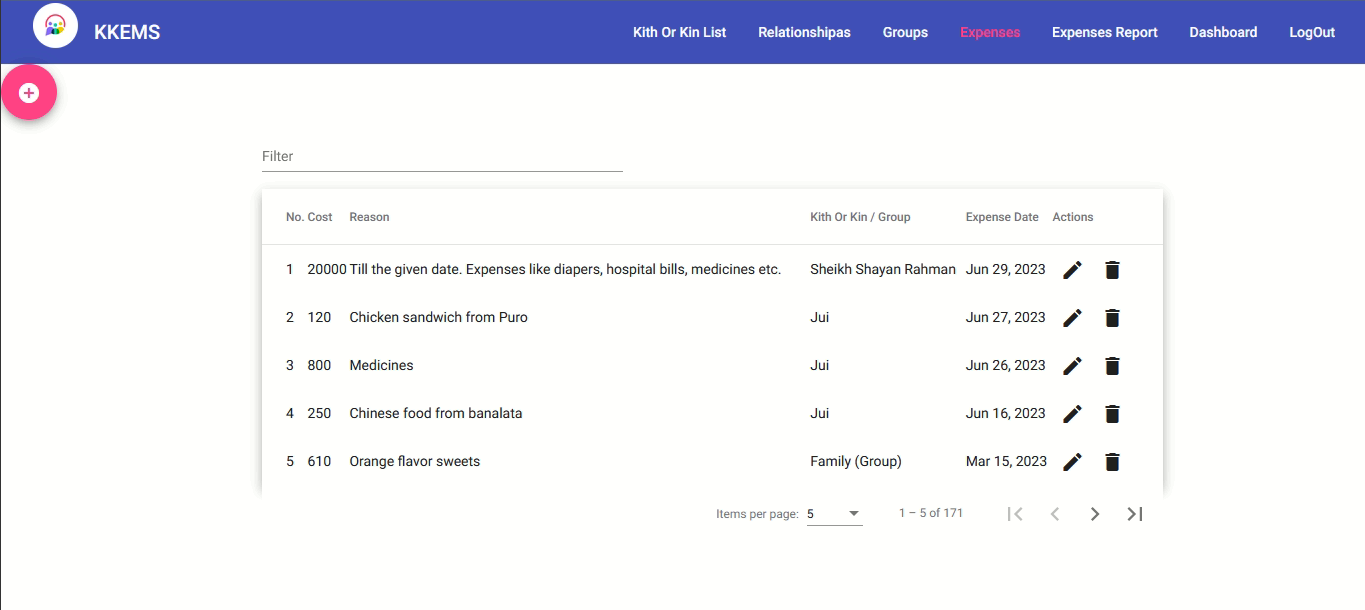 KKEMS Kith Or Kin List Relationshipas Groups Expenses Expenses Report Dashboard LogOut
Filter
No. Cost Reason Kith Or Kin / Group Expense Date Actions
1 20000 Till the given date. Expenses like diapers, hospital bills, medicines etc. Sheikh Shayan Rahman Jun 29, 2023
2 120 Chicken sandwich from Puro Jui Jun 27, 2023
3 800 Medicines Jui Jun 26, 2023
4 250 Chinese food from banalata Jui Jun 16, 2023
5 610 Orange flavor sweets Family (Group) Mar 15, 2023
Items per page: 5 1 – 5 of 171